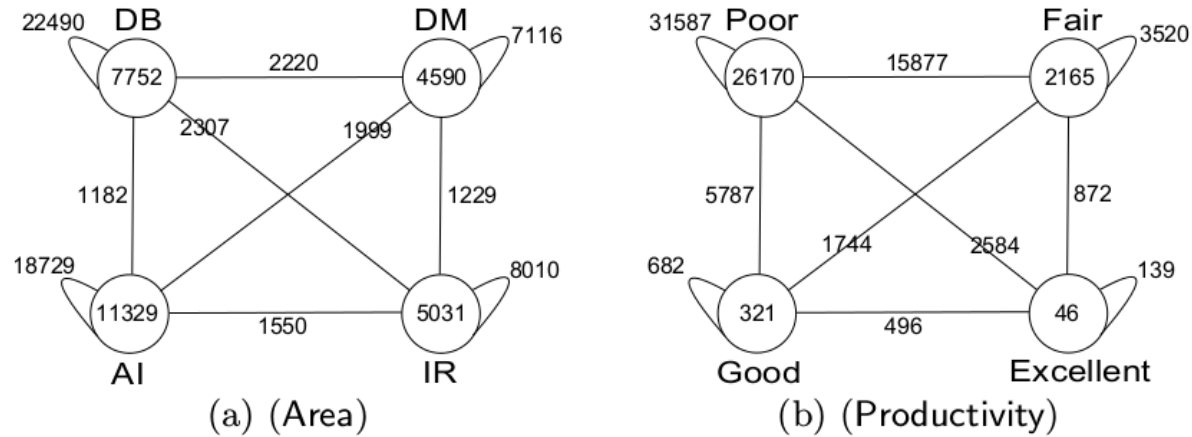 22490 DB DM 7116
7752 2220 4590
2307 1999
1182 1229
18729 8010
11329 1550 5031
AI IR
(a) (Area)
31587 Poor Fair 3520
26170 15877 2165
5787 872
1744 2584
682 139
321 496 46
Good Excellent
(b) (Productivity)